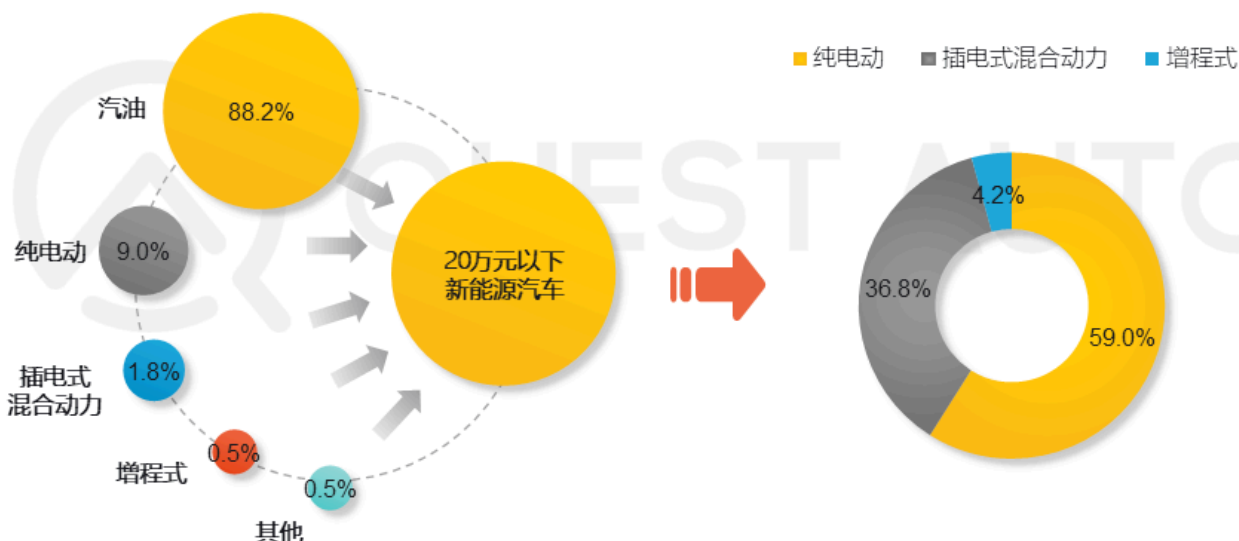 纯电动 插电式混合动力 增程式
汽油
88.2%
纯电动
9.0%
插电式
混合动力
1.8%
增程式
0.5%
其他
0.5%
20万元以下
新能源汽车
4.2%
36.8%
59.0%
QUEST AUTO